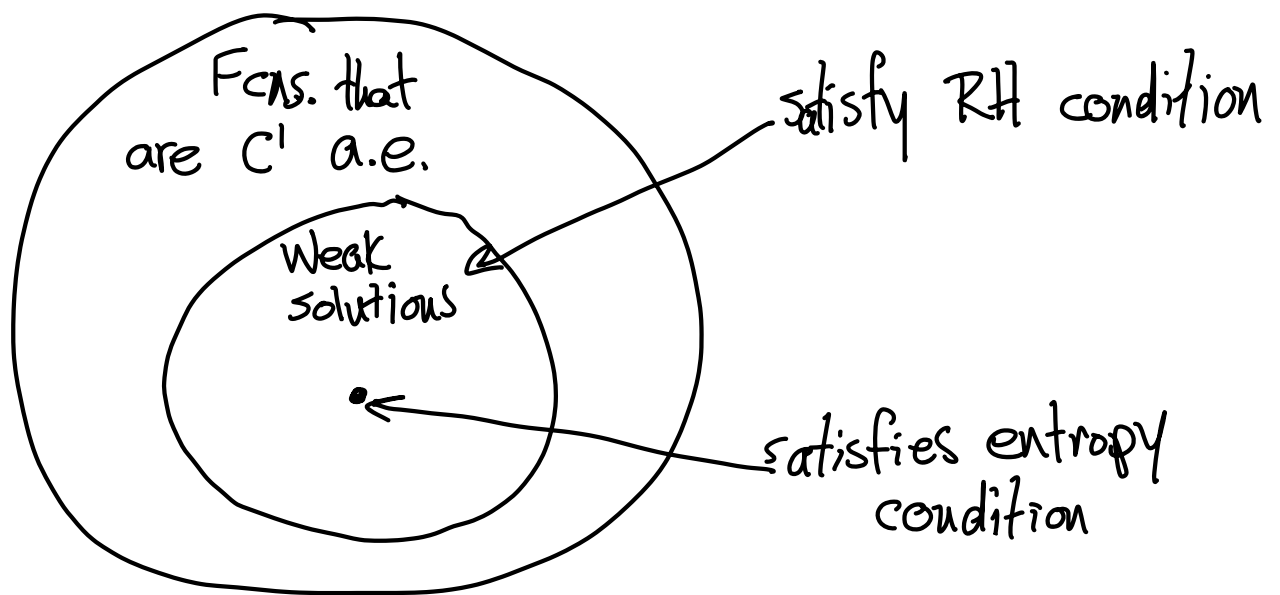 Fcns. that
are C' a.e.
Weak
solutions
satisfy RH condition
satisfies entropy
condition